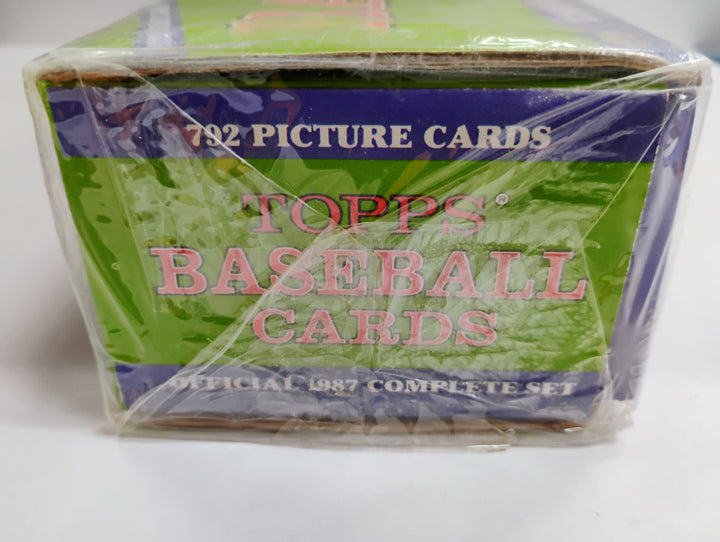 792 PICTURE CARDS
TOPPS®
BASEBALL
CARDS
OFFICIAL 1987 COMPLETE SET